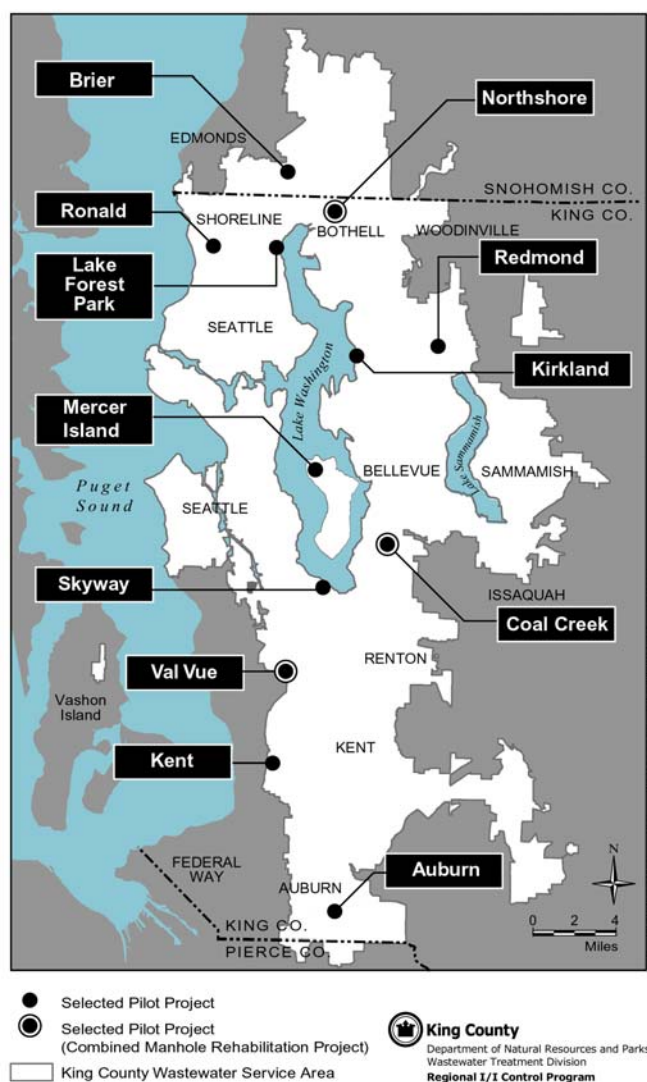 Brier
Northshore
EDMONDS
SNOHOMISH CO.
KING CO.
Ronald
SHORELINE
BOTHELL
WOODINVILLE
Lake
Forest
Park
Redmond
SEATTLE
Lake Washington
Kirkland
Mercer
Island
BELLEVUE
Lake Sammamish
SAMMAMISH
Puget
Sound
SEATTLE
Skyway
ISSAQUAH
Coal Creek
RENTON
Val Vue
Vashon
Island
KENT
Kent
FEDERAL
WAY
Auburn
AUBURN
N
KING CO.
PIERCE CO.
0 2 4
Miles
Selected Pilot Project
Selected Pilot Project
(Combined Manhole Rehabilitation Project)
King County Wastewater Service Area
King County
Department of Natural Resources and Parks
Wastewater Treatment Division
Regional I/I Control Program